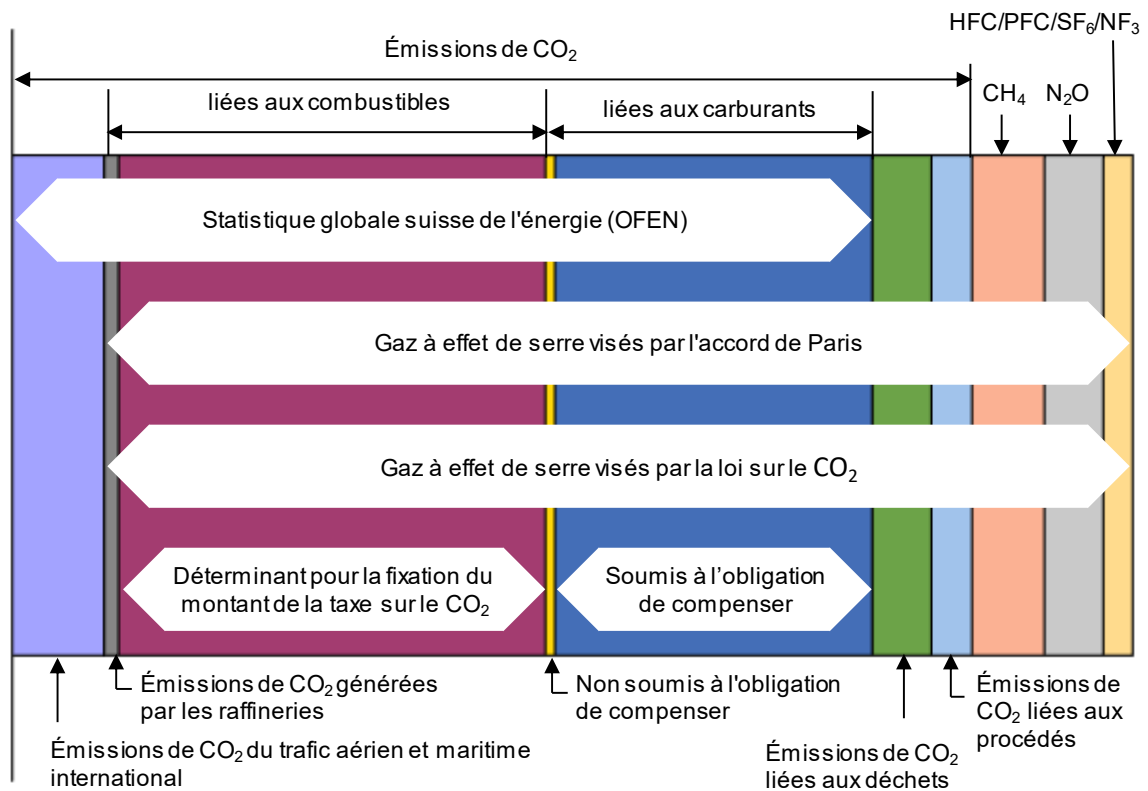 HFC/PFC/SF₆/NF₃
Émissions de CO₂
liées aux combustibles
liées aux carburants
CH₄
N₂O
Statistique globale suisse de l'énergie (OFEN)
Gaz à effet de serre visés par l'accord de Paris
Gaz à effet de serre visés par la loi sur le CO₂
Déterminant pour la fixation du
montant de la taxe sur le CO₂
Soumis à l’obligation
de compenser
Émissions de CO₂ générées
par les raffineries
Non soumis à l'obligation
de compenser
Émissions de
CO₂ liées aux
procédés
Émissions de CO₂ du trafic aérien et maritime
international
Émissions de CO₂
liées aux déchets